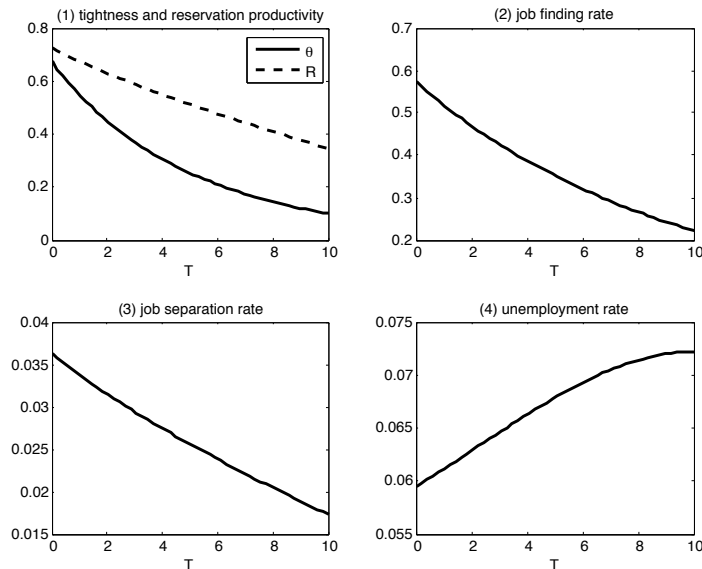 (1) tightness and reservation productivity
0.8
0.6
0.4
0.2
0
0 2 4 6 8 10
T
θ
R
(2) job finding rate
0.7
0.6
0.5
0.4
0.3
0.2
0 2 4 6 8 10
T
(3) job separation rate
0.04
0.035
0.03
0.025
0.02
0.015
0 2 4 6 8 10
T
(4) unemployment rate
0.075
0.07
0.065
0.06
0.055
0 2 4 6 8 10
T